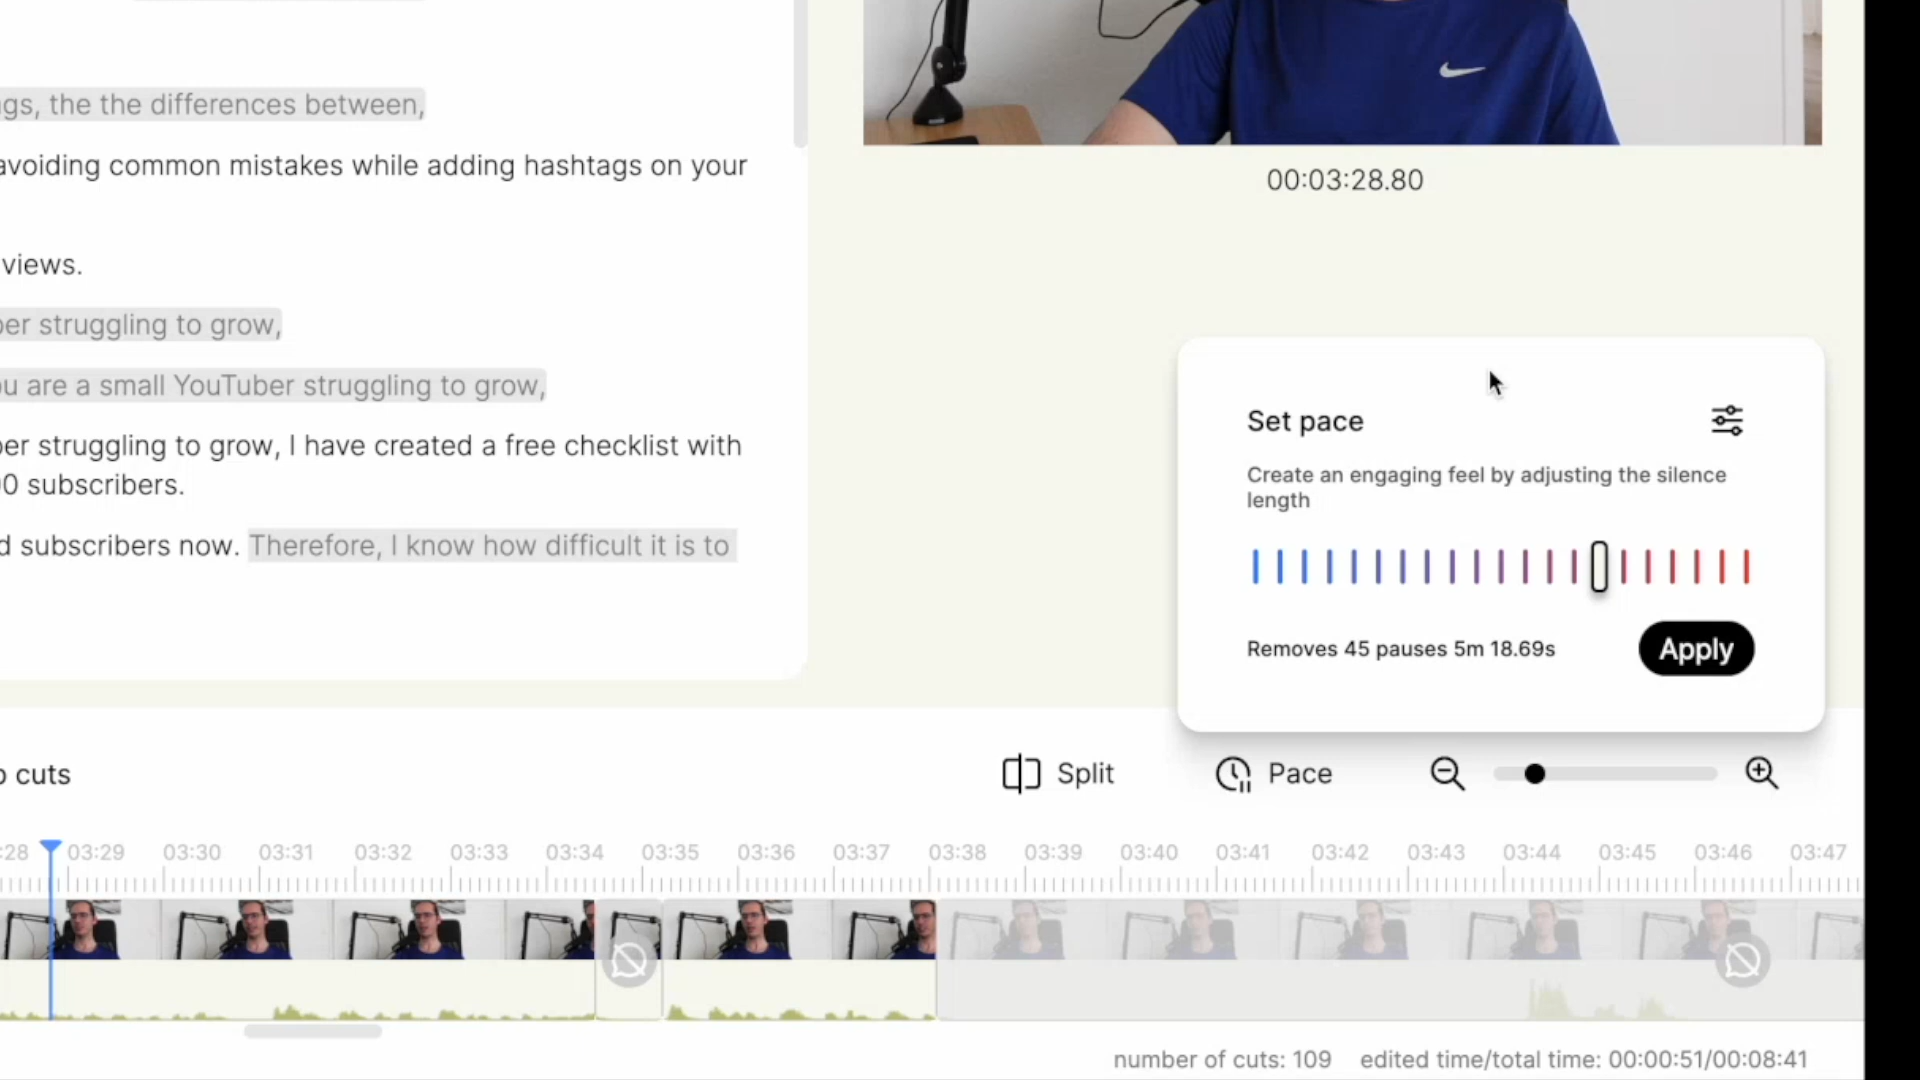 gs, the the differences between,
avoiding common mistakes while adding hashtags on your
views.
ber struggling to grow,
ou are a small YouTuber struggling to grow,
ber struggling to grow, I have created a free checklist with
00 subscribers.
d subscribers now. Therefore, I know how difficult it is to
00:03:28.80
Set pace
Create an engaging feel by adjusting the silence
length
Removes 45 pauses 5m 18.69s
Apply
cuts
Split
Pace
:28 03:29 03:30 03:31 03:32 03:33 03:34 03:35 03:36 03:37 03:38 03:39 03:40 03:41 03:42 03:43 03:44 03:45 03:46 03:47
number of cuts: 109 edited time/total time: 00:00:51/00:08:41